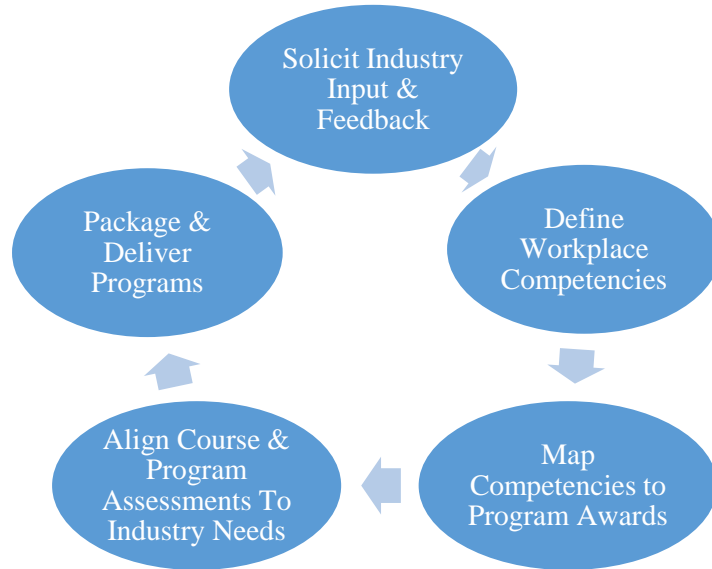 Solicit Industry
Input &
Feedback
Define
Workplace
Competencies
Map
Competencies to
Program Awards
Align Course &
Program
Assessments To
Industry Needs
Package &
Deliver
Programs